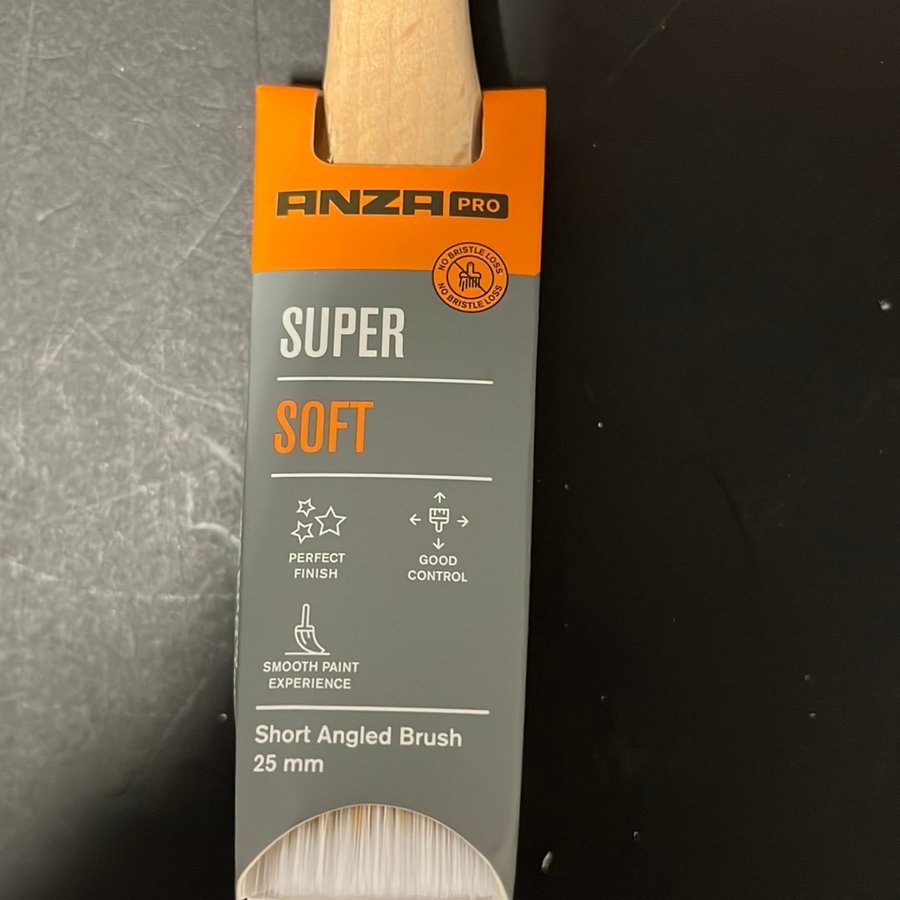 ANZA PRO
NO BRISTLE LOSS
NO BRISTLE LOSS
SUPER
SOFT
PERFECT
FINISH
GOOD
CONTROL
SMOOTH PAINT
EXPERIENCE
Short Angled Brush
25 mm